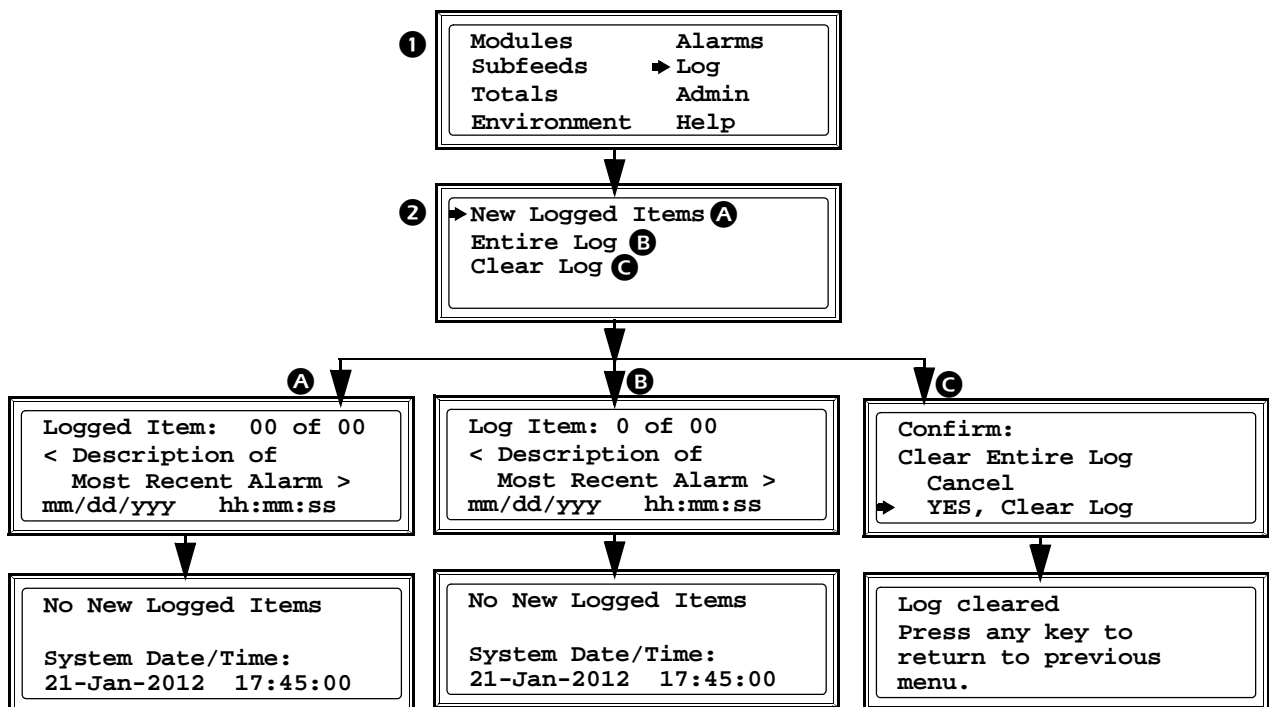 ❶
Modules Alarms
Subfeeds ➧ Log
Totals Admin
Environment Help
❷
➧ New Logged Items A
Entire Log B
Clear Log C
A
Logged Item: 00 of 00
< Description of
Most Recent Alarm >
mm/dd/yyy hh:mm:ss
No New Logged Items
System Date/Time:
21-Jan-2012 17:45:00
B
Log Item: 0 of 00
< Description of
Most Recent Alarm >
mm/dd/yyy hh:mm:ss
No New Logged Items
System Date/Time:
21-Jan-2012 17:45:00
C
Confirm:
Clear Entire Log
Cancel
➧ YES, Clear Log
Log cleared
Press any key to
return to previous
menu.